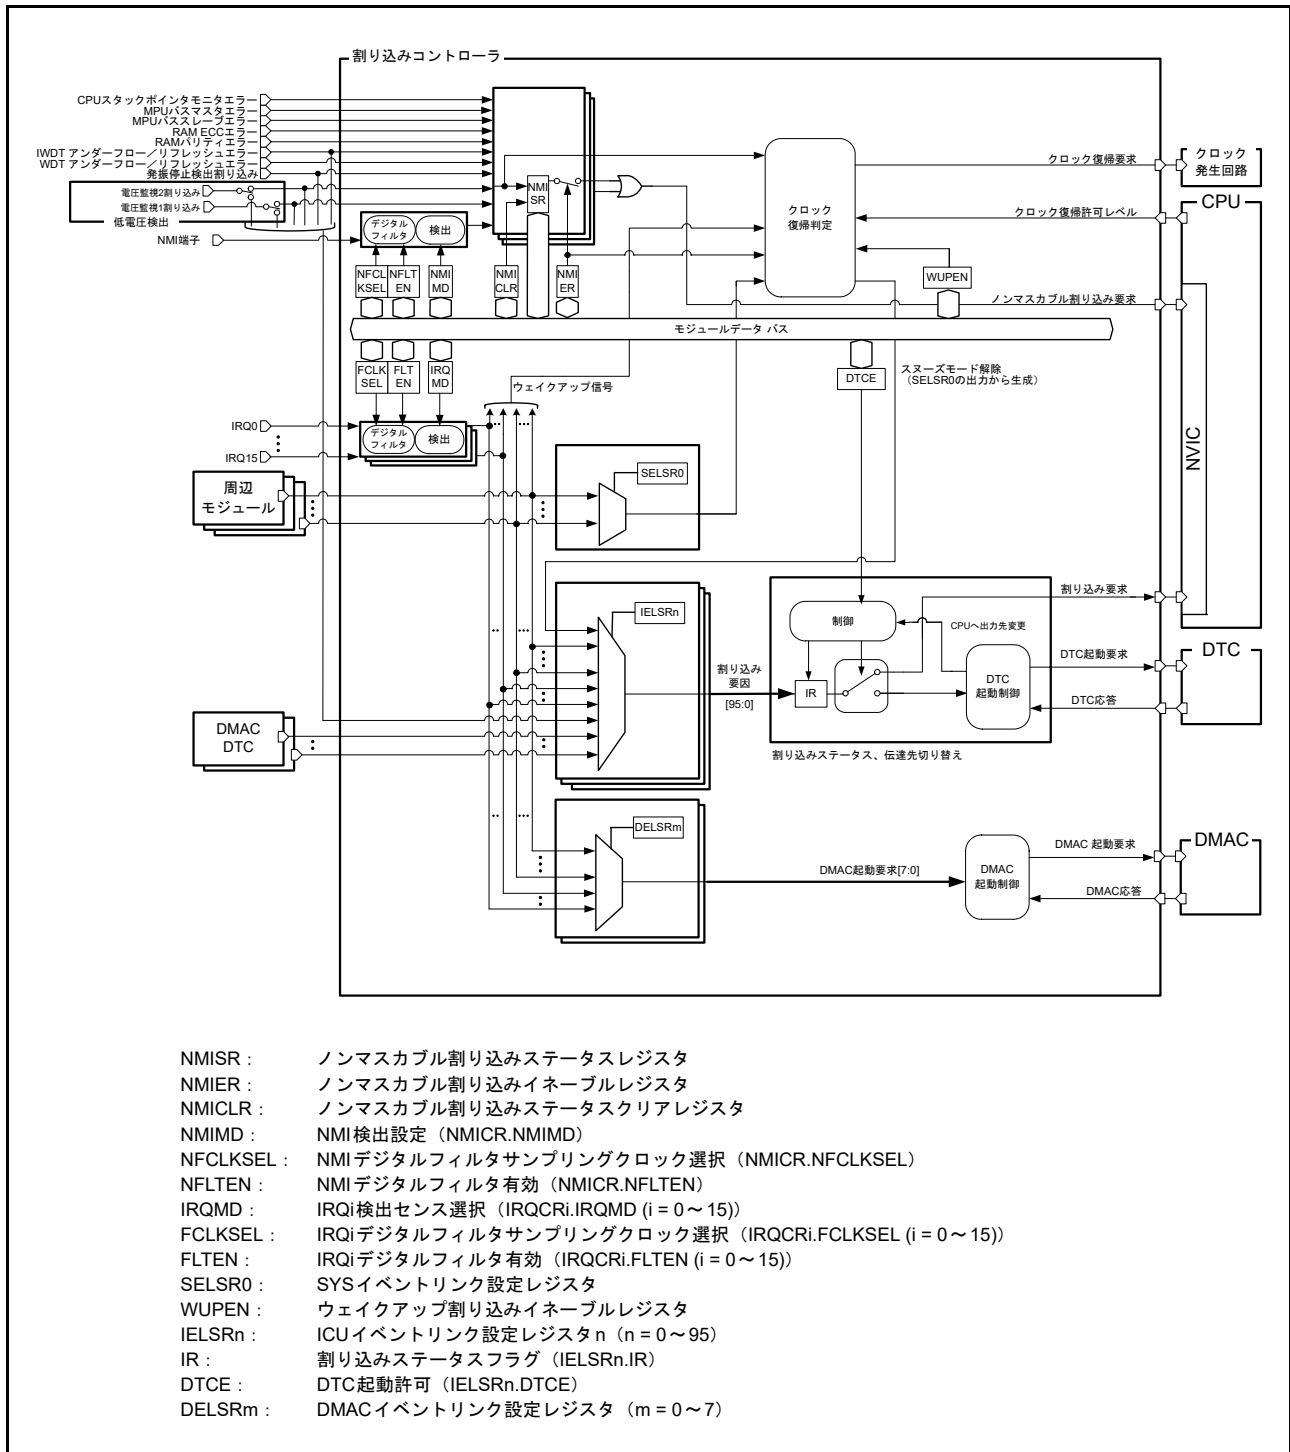 割り込みコントローラ
CPUスタックポインタモニタエラー
MPUバスマスタエラー
MPUバススレーブエラー
RAM ECCエラー
RAMパリティエラー
IWDT アンダーフロー／リフレッシュエラー
WDT アンダーフロー／リフレッシュエラー
発振停止検出割り込み
電圧監視2割り込み
電圧監視1割り込み
低電圧検出
NMI端子
デジタル
フィルタ
検出
NMI
SR
NFCL
KSEL
NFLT
EN
NMI
MD
NMI
CLR
NMI
ER
クロック
復帰判定
WUPEN
クロック復帰要求
クロック
発生回路
クロック復帰許可レベル
CPU
ノンマスカブル割り込み要求
モジュールデータ バス
FCLK
SEL
FLT
EN
IRQ
MD
ウェイクアップ信号
DTCE
スヌーズモード解除
（SELSR0の出力から生成）
NVIC
IRQ0
IRQ15
デジタル
フィルタ
検出
周辺
モジュール
SELSR0
IELSRn
割り込み
要因
[95:0]
制御
CPUへ出力先変更
IR
DTC
起動制御
割り込み要求
DTC起動要求
DTC応答
DTC
割り込みステータス、伝達先切り替え
DMAC
DTC
DELSRm
DMAC起動要求[7:0]
DMAC
起動制御
DMAC 起動要求
DMAC応答
DMAC
NMISR： ノンマスカブル割り込みステータスレジスタ
NMIER： ノンマスカブル割り込みイネーブルレジスタ
NMICLR： ノンマスカブル割り込みステータスクリアレジスタ
NMIMD： NMI検出設定（NMICR.NMIMD）
NFCLKSEL： NMIデジタルフィルタサンプリングクロック選択（NMICR.NFCLKSEL）
NFLTEN： NMIデジタルフィルタ有効（NMICR.NFLTEN）
IRQMD： IRQi検出センス選択（IRQCRi.IRQMD (i = 0～15)）
FCLKSEL： IRQiデジタルフィルタサンプリングクロック選択（IRQCRi.FCLKSEL (i = 0～15)）
FLTEN： IRQiデジタルフィルタ有効（IRQCRi.FLTEN (i = 0～15)）
SELSR0： SYSイベントリンク設定レジスタ
WUPEN： ウェイクアップ割り込みイネーブルレジスタ
IELSRn： ICUイベントリンク設定レジスタn（n = 0～95）
IR： 割り込みステータスフラグ（IELSRn.IR）
DTCE： DTC起動許可（IELSRn.DTCE）
DELSRm： DMACイベントリンク設定レジスタ（m = 0～7）